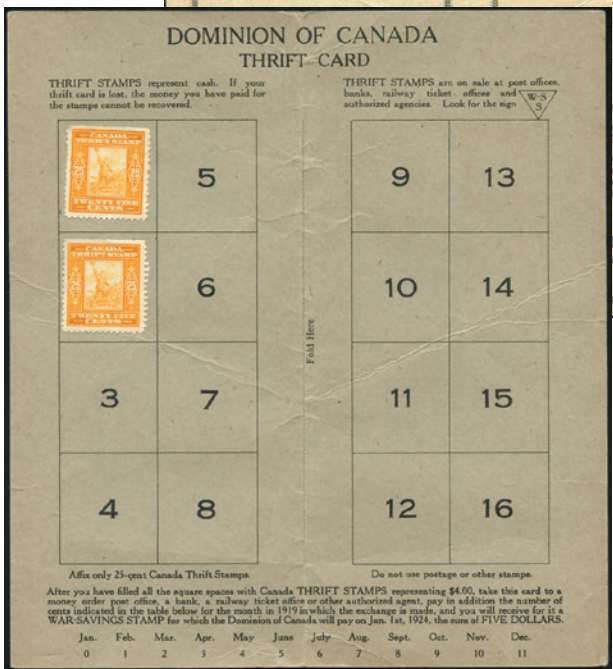 DOMINION OF CANADA
THRIFT CARD
THRIFT STAMPS represent cash. If your
thrift card is lost, the money you have paid for
the stamps cannot be recovered.
THRIFT STAMPS are on sale at post offices,
banks, railway ticket offices and
authorized agencies. Look for the sign
W-S
S
CANADA
THRIFT STAMP
25 25
TWENTY FIVE
CENTS
5
9
13
CANADA
THRIFT STAMP
25 25
TWENTY FIVE
CENTS
6
10
14
Fold Here
3
7
11
15
4
8
12
16
Affix only 25-cent Canada Thrift Stamps.
Do not use postage or other stamps.
After you have filled all the square spaces with Canada THRIFT STAMPS representing $4.00, take this card to a
money order post office, a bank, a railway ticket office or other authorized agent, pay in addition the number of
cents indicated in the table below for the month in 1919 in which the exchange is made, and you will receive for it a
WAR-SAVINGS STAMP for which the Dominion of Canada will pay on Jan. 1st, 1924, the sum of FIVE DOLLARS.
Jan. Feb. Mar. Apr. May June July Aug. Sept. Oct. Nov. Dec.
0 1 2 3 4 5 6 7 8 9 10 11